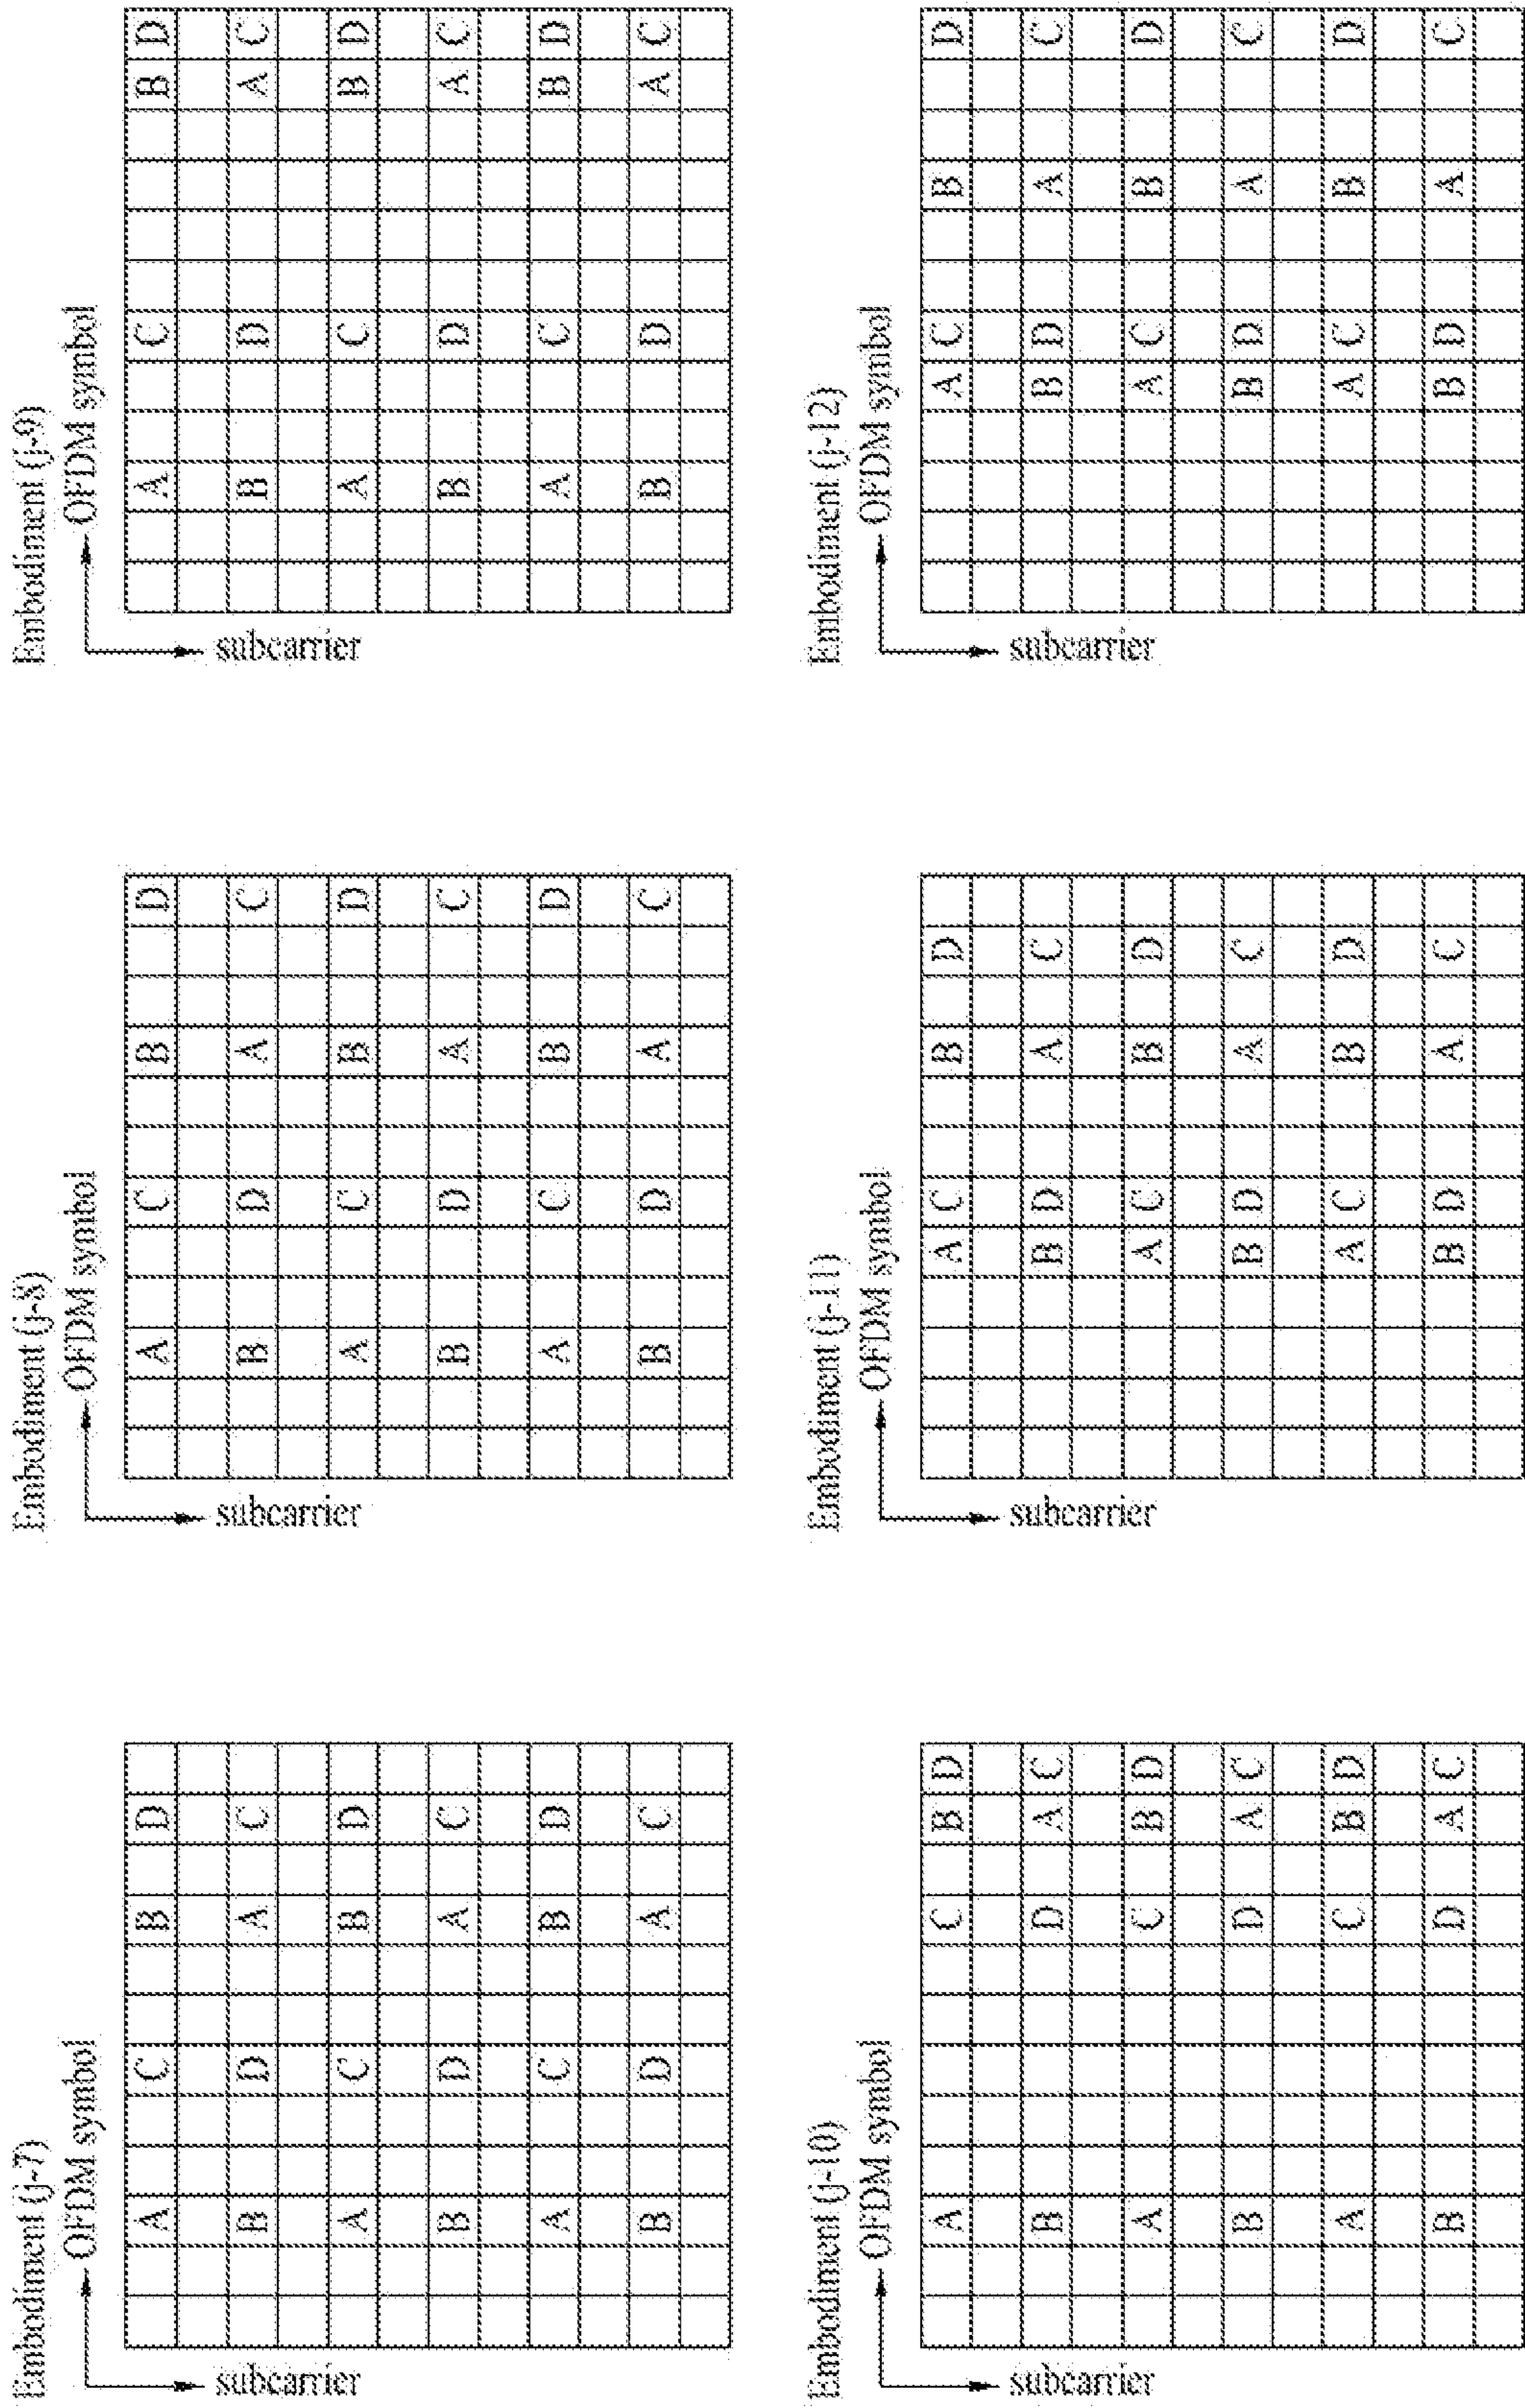 Embodiment (j-7)
OFDM symbol
subcarrier
A C B D
B D A C
A C B D
B D A C
A C B D
B D A C
Embodiment (j-8)
OFDM symbol
subcarrier
A C B D
B D A C
A C B D
B D A C
A C B D
B D A C
Embodiment (j-9)
OFDM symbol
subcarrier
A C B D
B D A C
A C B D
B D A C
A C B D
B D A C
Embodiment (j-10)
OFDM symbol
subcarrier
A C B D
B D A C
A C B D
B D A C
A C B D
B D A C
Embodiment (j-11)
OFDM symbol
subcarrier
A C B D
B D A C
A C B D
B D A C
A C B D
B D A C
Embodiment (j-12)
OFDM symbol
subcarrier
A C B D
B D A C
A C B D
B D A C
A C B D
B D A C